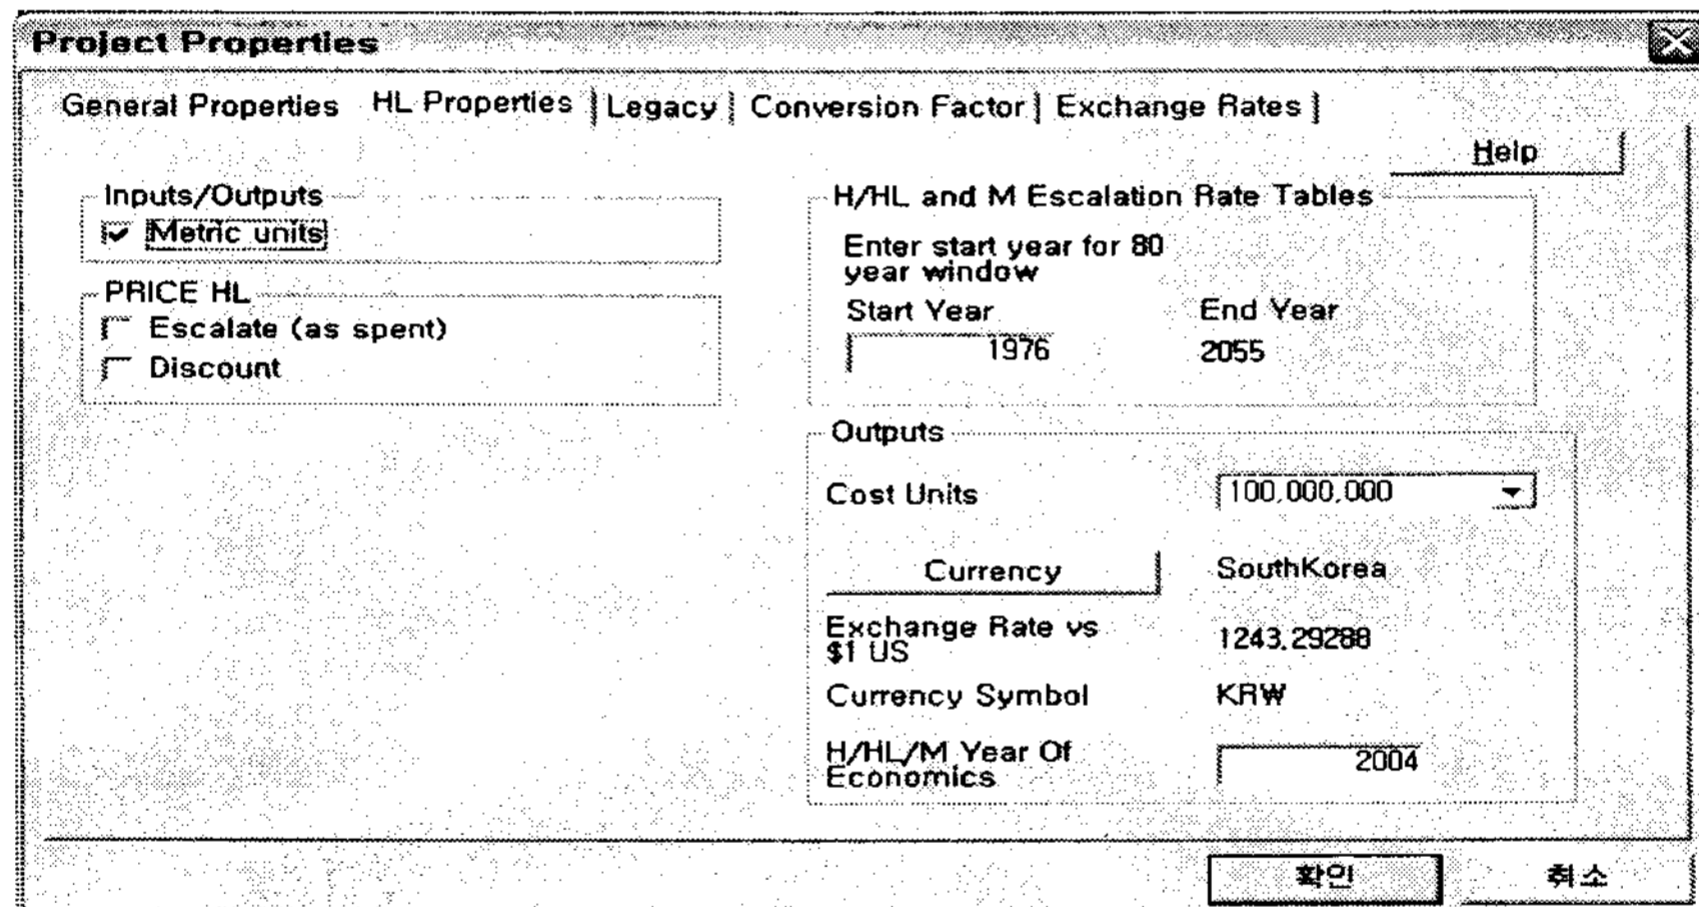 Project Properties
General Properties HL Properties Legacy Conversion Factor Exchange Rates
Help
Inputs/Outputs
Metric units
PRICE HL
Escalate (as spent)
Discount
H/HL and M Escalation Rate Tables
Enter start year for 80
year window
Start Year End Year
1976 2055
Outputs
Cost Units 100,000,000
Currency SouthKorea
Exchange Rate vs
$1 US 1243.29288
Currency Symbol KRW
H/HL/M Year Of
Economics 2004
확인 취소